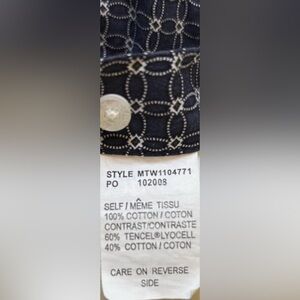 STYLE MTW1104771
PO 102008
SELF/MÊME TISSU
100% COTTON/COTON
CONTRAST/CONTRASTE
60% TENCEL®LYOCELL
40% COTTON/COTON
CARE ON REVERSE
SIDE